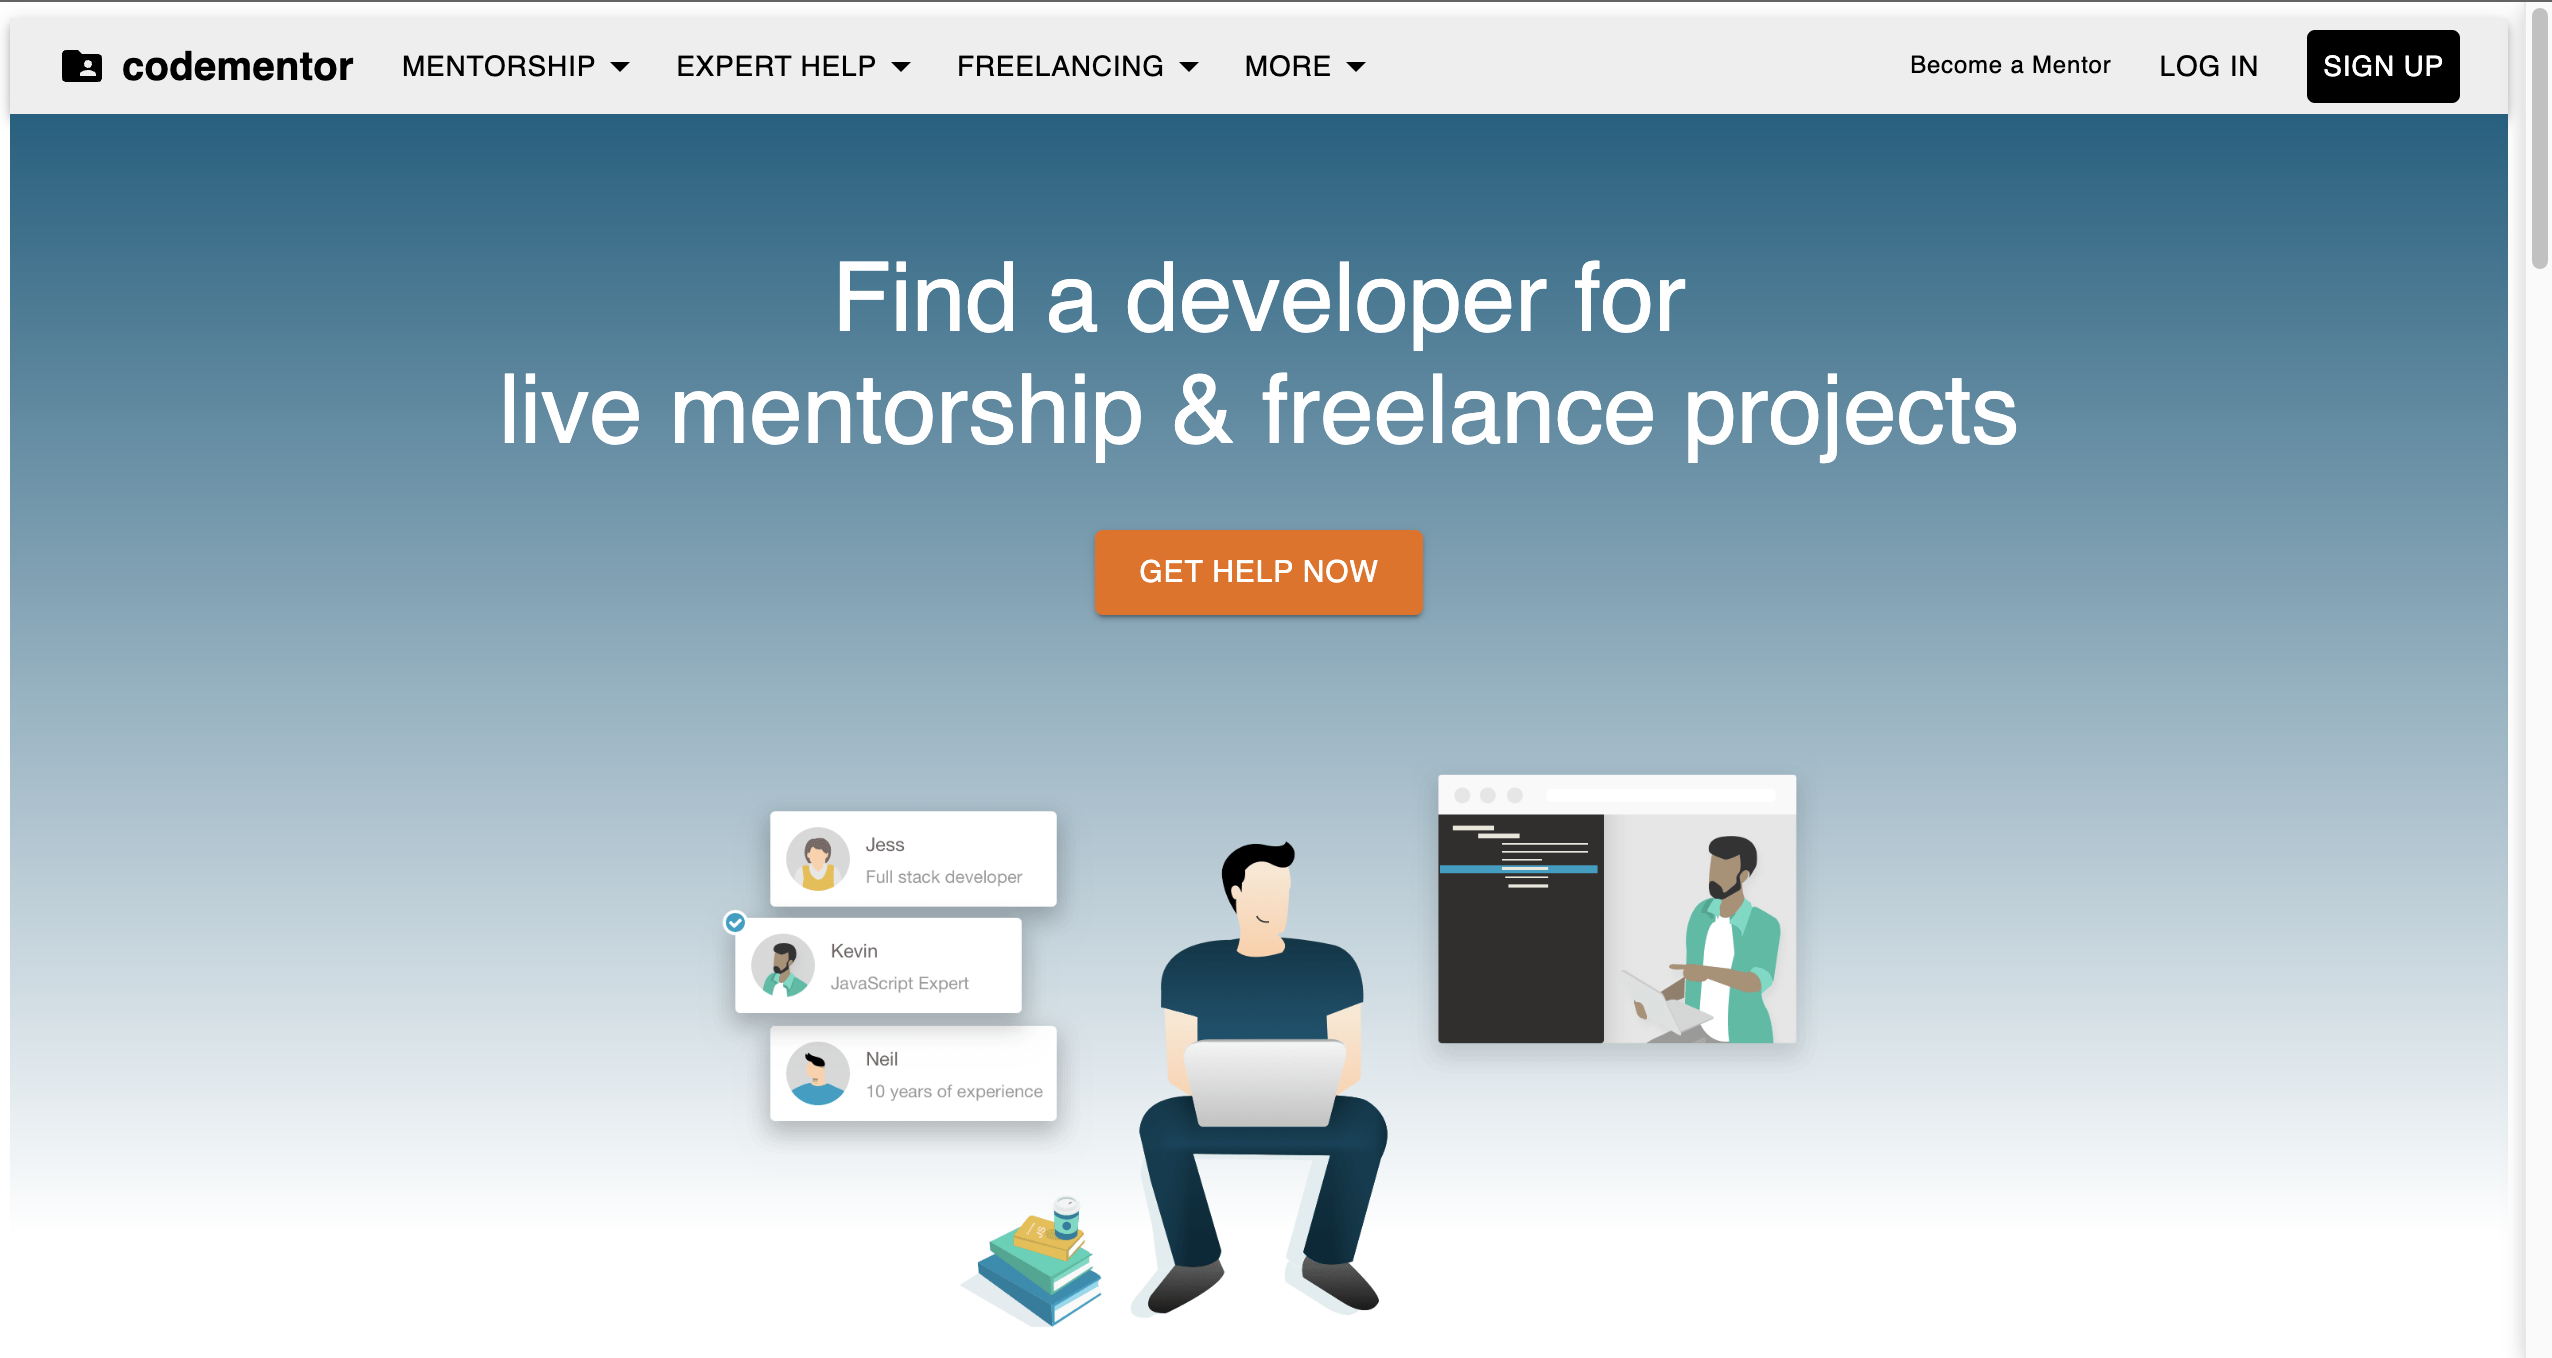 codementor MENTORSHIP EXPERT HELP FREELANCING MORE Become a Mentor LOG IN SIGN UP
Find a developer for
live mentorship & freelance projects
GET HELP NOW
Jess
Full stack developer
Kevin
JavaScript Expert
Neil
10 years of experience
JS